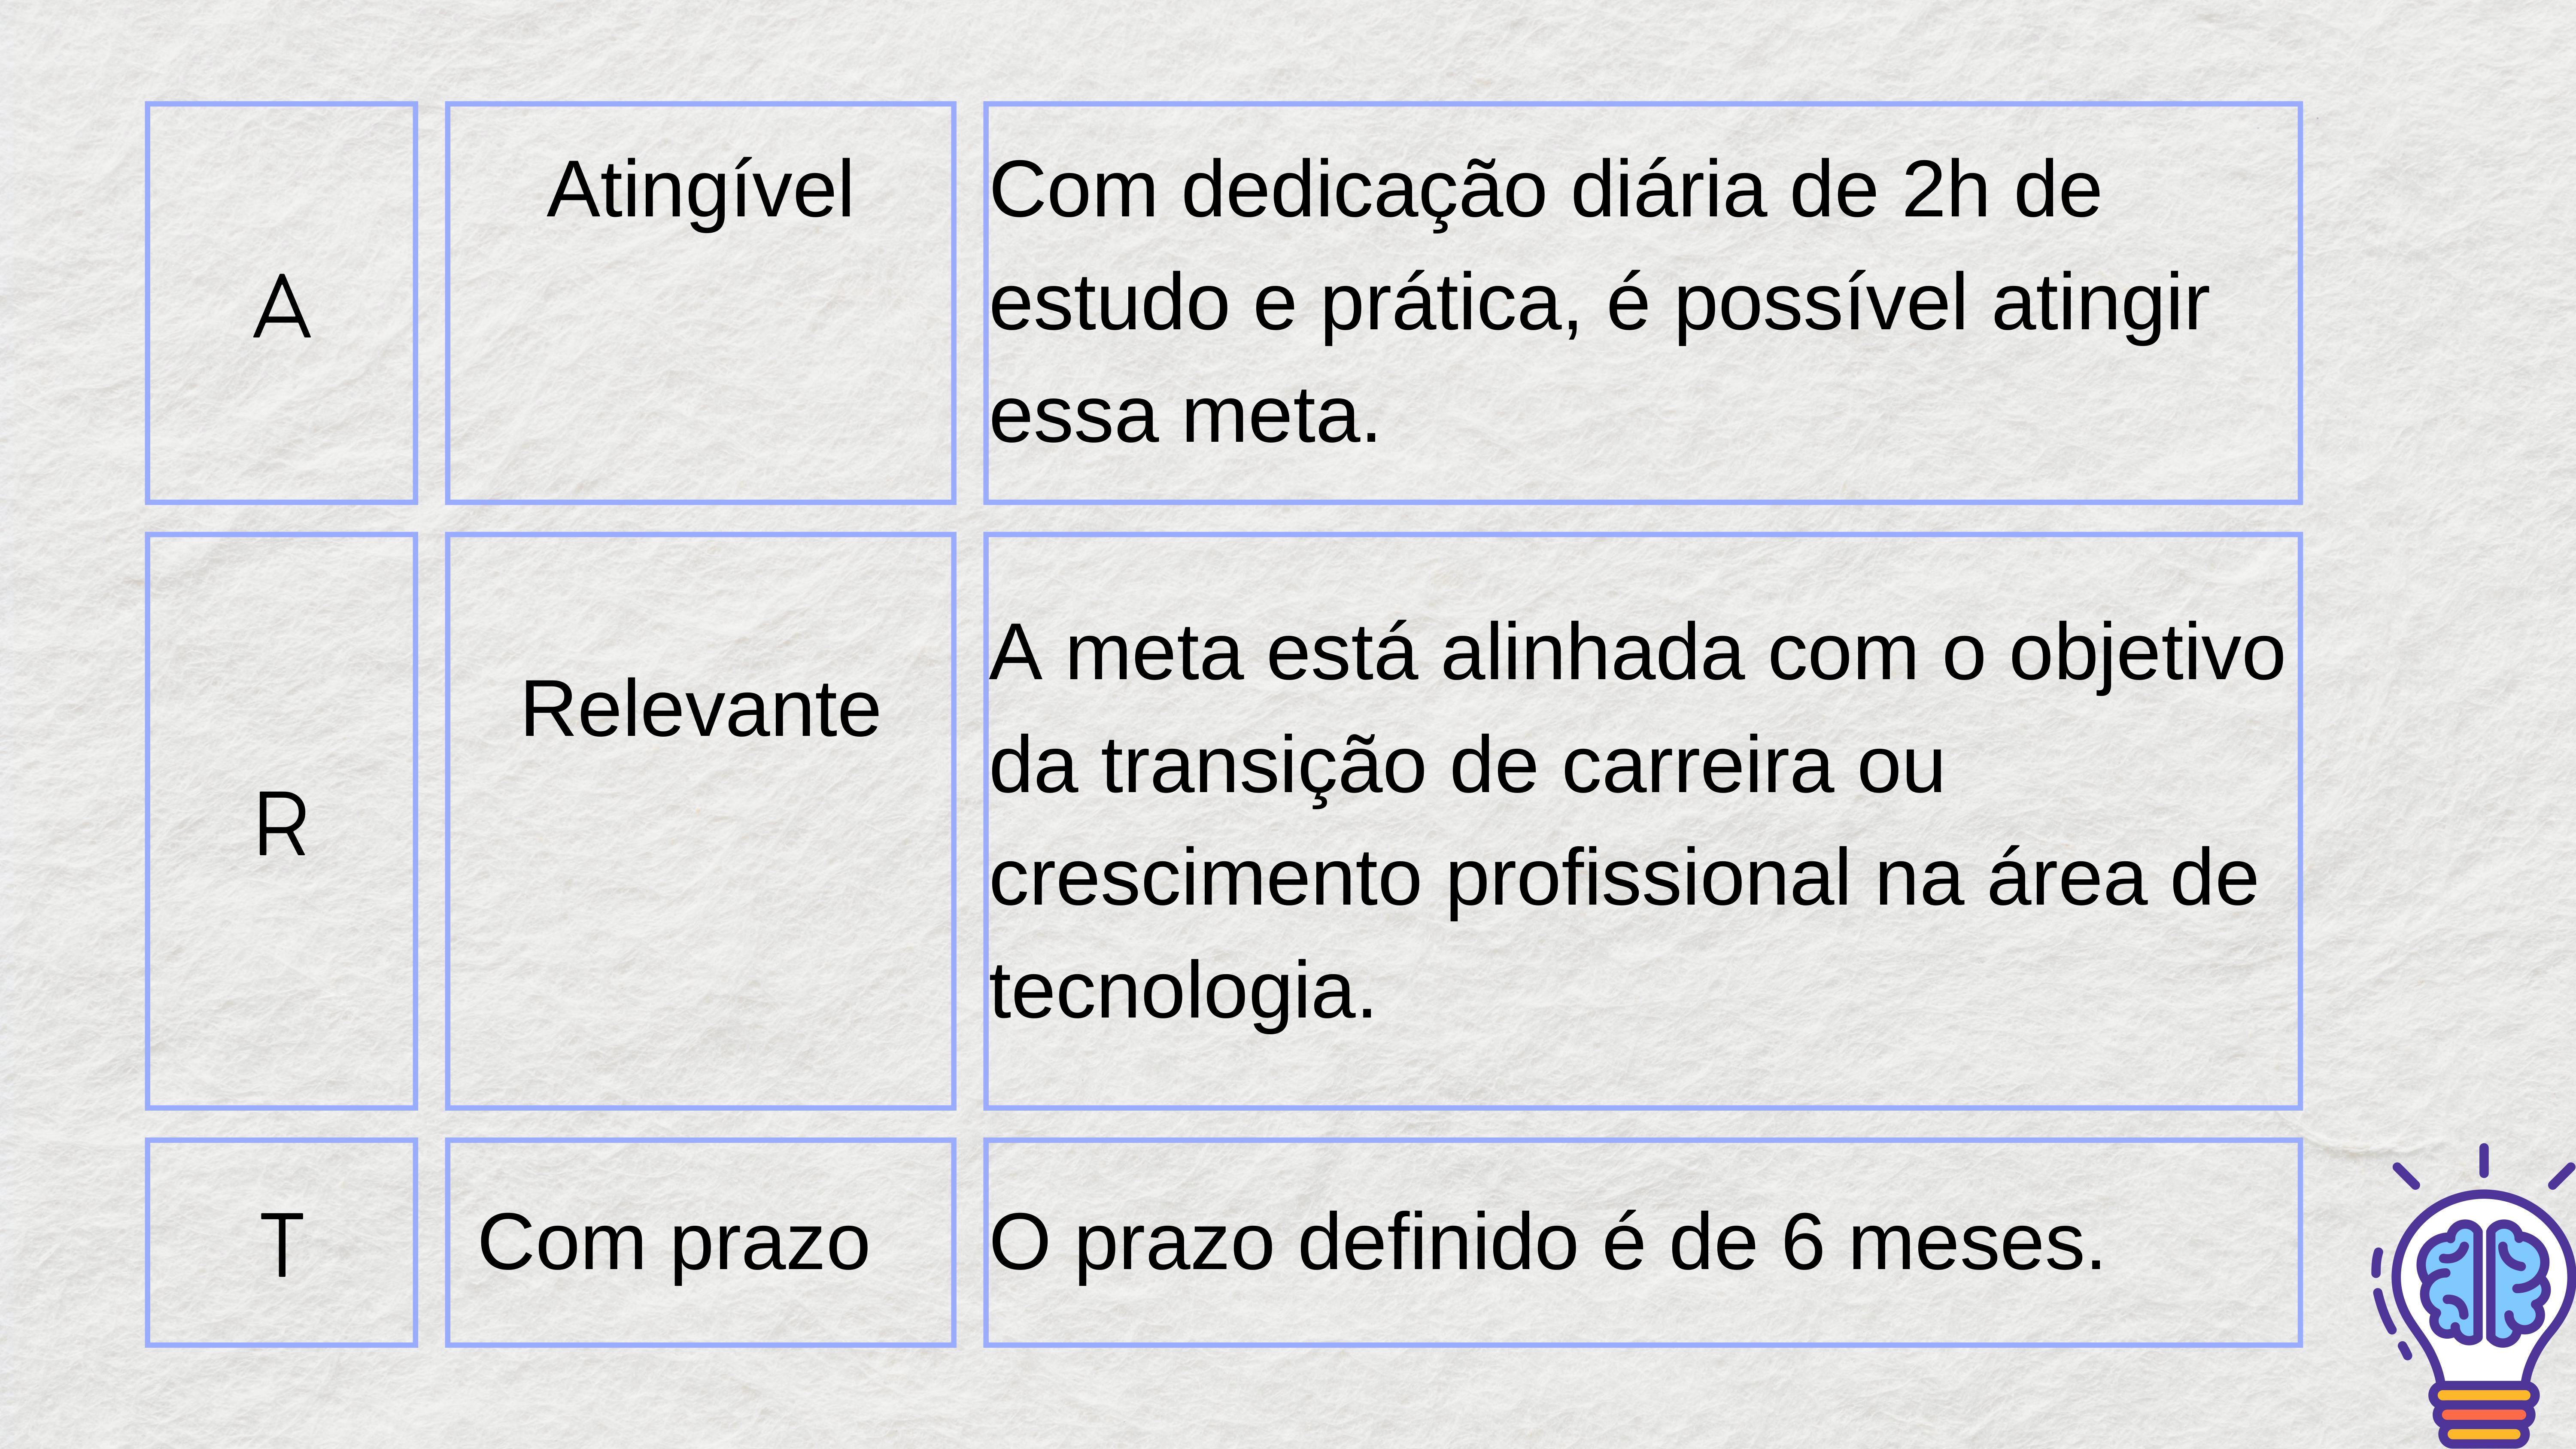 A
Atingível
Com dedicação diária de 2h de
estudo e prática, é possível atingir
essa meta.
R
Relevante
A meta está alinhada com o objetivo
da transição de carreira ou
crescimento profissional na área de
tecnologia.
T
Com prazo
O prazo definido é de 6 meses.